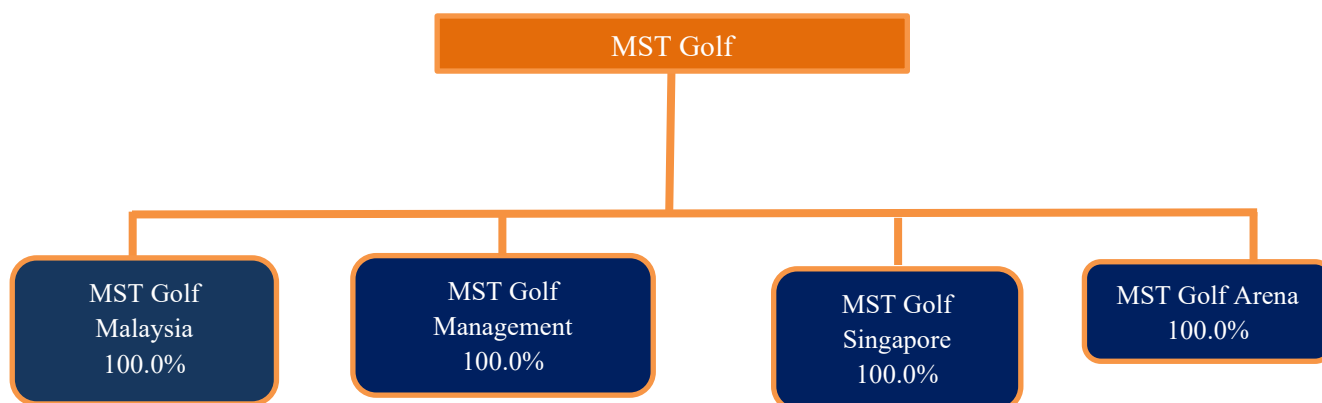 MST Golf
MST Golf
Malaysia
100.0%
MST Golf
Management
100.0%
MST Golf
Singapore
100.0%
MST Golf Arena
100.0%